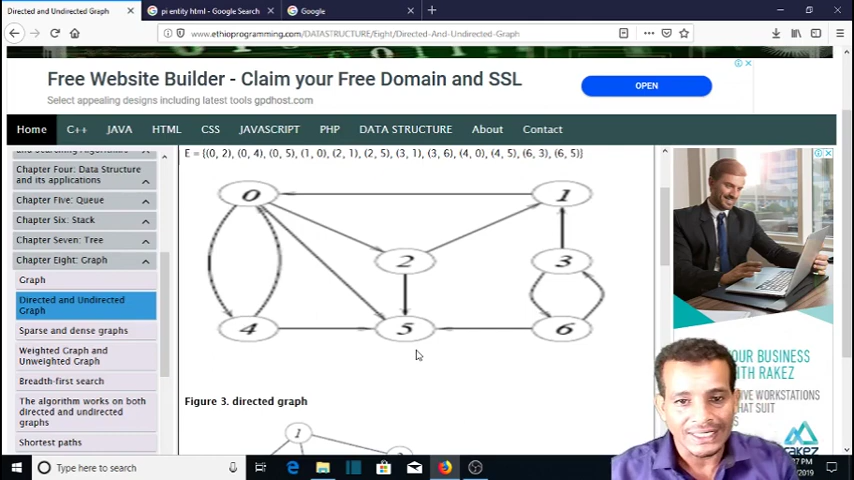 Directed and Undirected Graph
pi entity html - Google Search
Google
www.ethioprogramming.com/DATASTRUCTURE/Eight/Directed-And-Undirected-Graph
Free Website Builder - Claim your Free Domain and SSL
Select appealing designs including latest tools gpdhost.com
OPEN
Home
C++
JAVA
HTML
CSS
JAVASCRIPT
PHP
DATA STRUCTURE
About
Contact
and Searching Algorithms
Chapter Four: Data Structure
and its applications
Chapter Five: Queue
Chapter Six: Stack
Chapter Seven: Tree
Chapter Eight: Graph
Graph
Directed and Undirected
Graph
Sparse and dense graphs
Weighted Graph and
Unweighted Graph
Breadth-first search
The algorithm works on both
directed and undirected
graphs
Shortest paths
E = {(0, 2), (0, 4), (0, 5), (1, 0), (2, 1), (2, 5), (3, 1), (3, 6), (4, 0), (4, 5), (6, 3), (6, 5)}
0
1
2
3
4
5
6
Figure 3. directed graph
1
YOUR BUSINESS
WITH RAKEZ
WORKSTATIONS
THAT SUIT
Type here to search